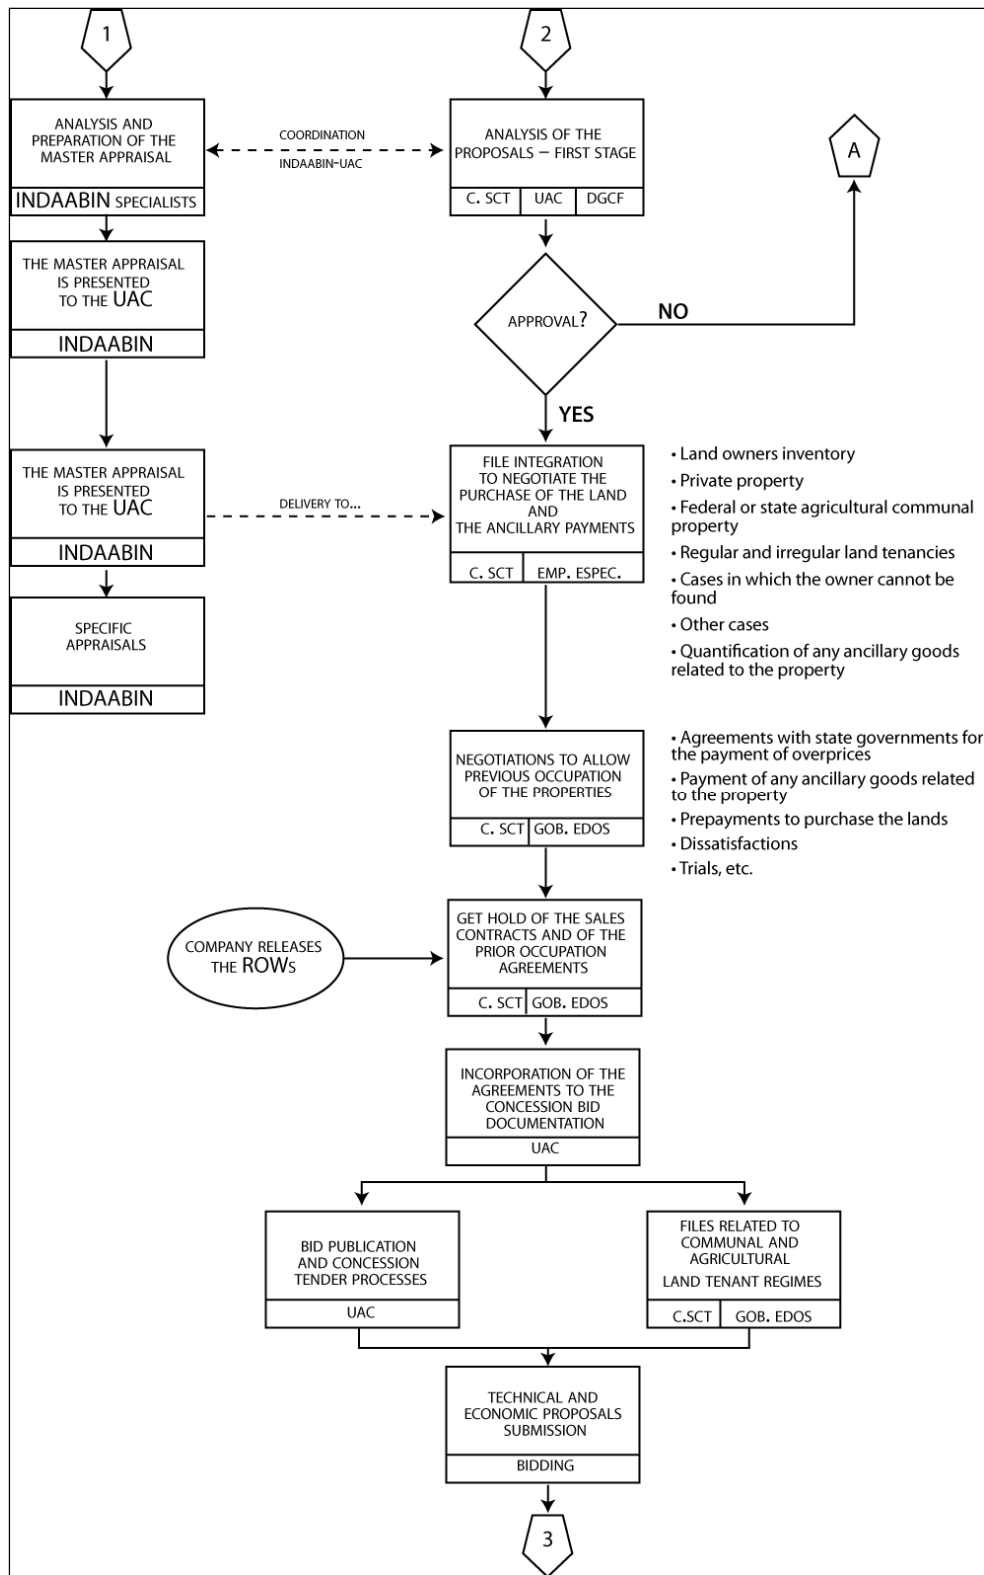 1
2
ANALYSIS AND
PREPARATION OF THE
MASTER APPRAISAL
INDAABIN SPECIALISTS
COORDINATION
INDAABIN-UAC
ANALYSIS OF THE
PROPOSALS – FIRST STAGE
C. SCT
UAC
DGCF
A
THE MASTER APPRAISAL
IS PRESENTED
TO THE UAC
INDAABIN
APPROVAL?
NO
YES
THE MASTER APPRAISAL
IS PRESENTED
TO THE UAC
INDAABIN
DELIVERY TO...
FILE INTEGRATION
TO NEGOTIATE THE
PURCHASE OF THE LAND
AND
THE ANCILLARY PAYMENTS
C. SCT
EMP. ESPEC.
• Land owners inventory
• Private property
• Federal or state agricultural communal
property
• Regular and irregular land tenancies
• Cases in which the owner cannot be
found
• Other cases
• Quantification of any ancillary goods
related to the property
SPECIFIC
APPRAISALS
INDAABIN
NEGOTIATIONS TO ALLOW
PREVIOUS OCCUPATION
OF THE PROPERTIES
C. SCT
GOB. EDOS
• Agreements with state governments for
the payment of overprices
• Payment of any ancillary goods related
to the property
• Prepayments to purchase the lands
• Dissatisfactions
• Trials, etc.
COMPANY RELEASES
THE ROWS
GET HOLD OF THE SALES
CONTRACTS AND OF THE
PRIOR OCCUPATION
AGREEMENTS
C. SCT
GOB. EDOS
INCORPORATION OF THE
AGREEMENTS TO THE
CONCESSION BID
DOCUMENTATION
UAC
BID PUBLICATION
AND CONCESSION
TENDER PROCESSES
UAC
FILES RELATED TO
COMMUNAL AND
AGRICULTURAL
LAND TENANT REGIMES
C.SCT
GOB. EDOS
TECHNICAL AND
ECONOMIC PROPOSALS
SUBMISSION
BIDDING
3